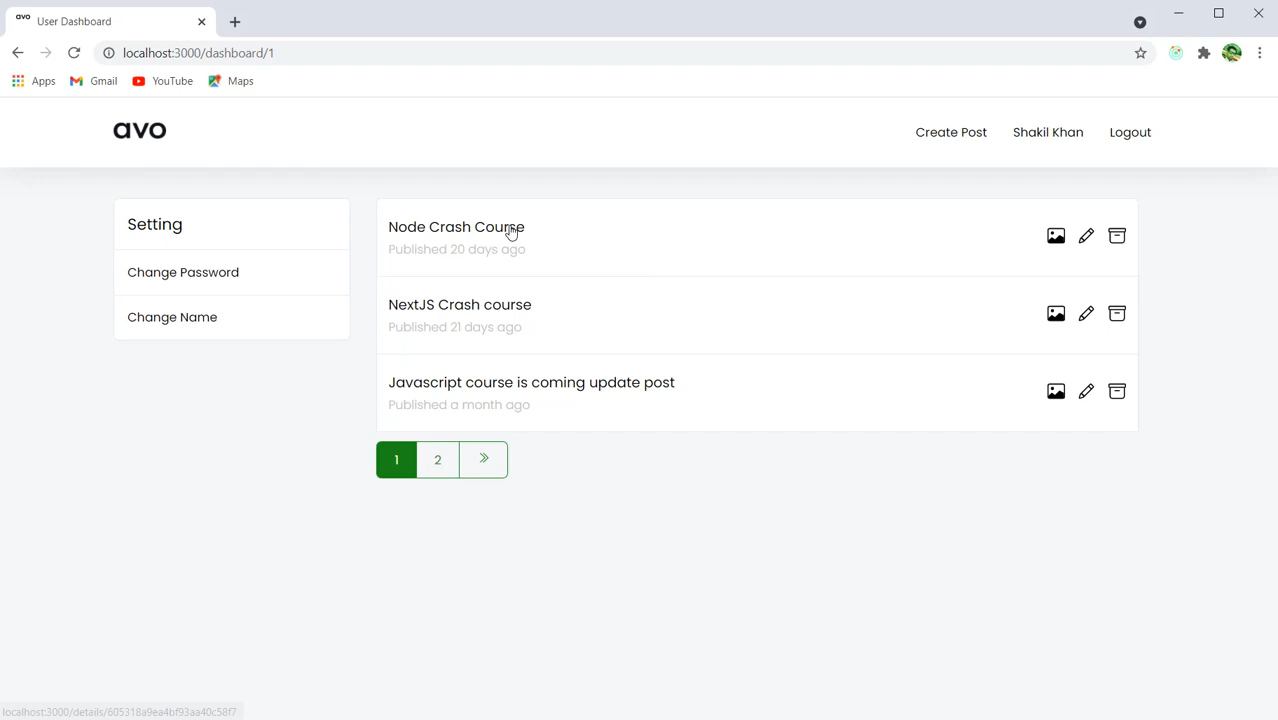 avo User Dashboard
localhost:3000/dashboard/1
Apps Gmail YouTube Maps
avo Create Post Shakil Khan Logout
Setting
Change Password
Change Name
Node Crash Course
Published 20 days ago
NextJS Crash course
Published 21 days ago
Javascript course is coming update post
Published a month ago
1 2
localhost:3000/details/605318a9ea4bf93aa40c58f7